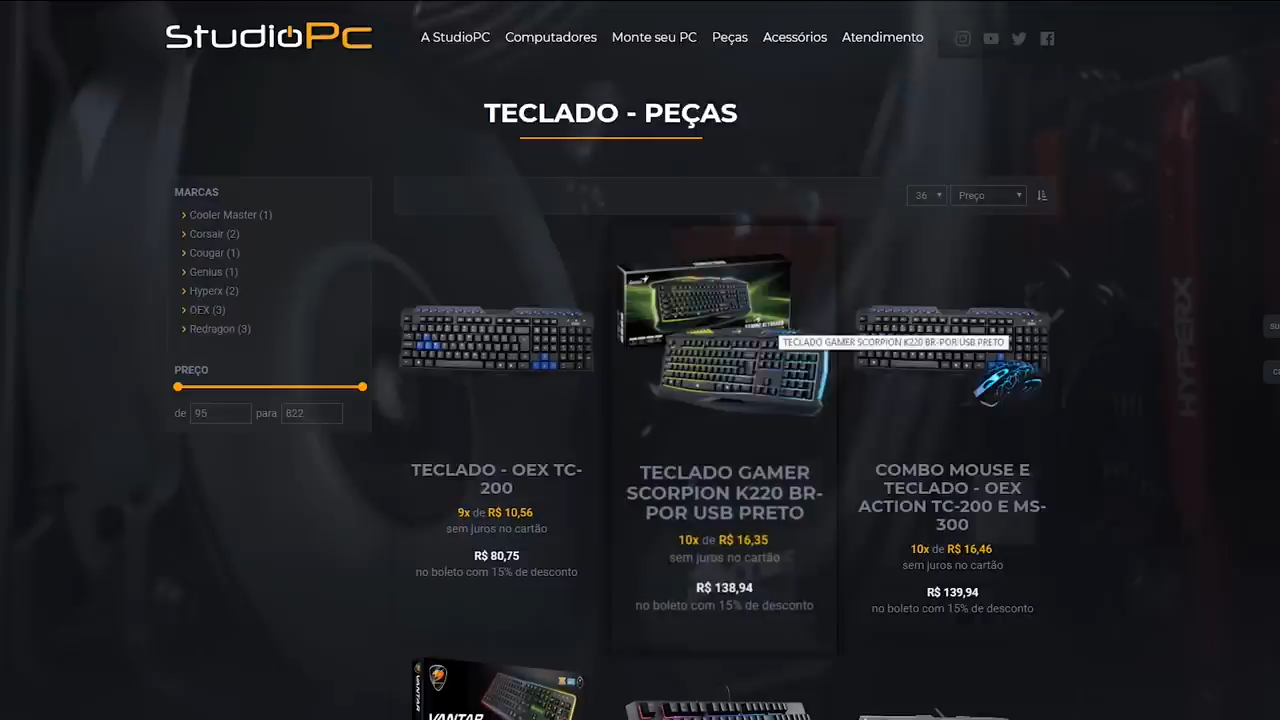 StudioPc
A StudioPC
Computadores
Monte seu PC
Peças
Acessórios
Atendimento
TECLADO - PEÇAS
MARCAS
Cooler Master (1)
Corsair (2)
Cougar (1)
Genius (1)
Hyperx (2)
OEX (3)
Redragon (3)
PREÇO
de 95 para 822
36
Preço
TECLADO GAMER SCORPION K220 BR-POR USB PRETO
TECLADO - OEX TC-
200
9x de R$ 10,56
sem juros no cartão
R$ 80,75
no boleto com 15% de desconto
TECLADO GAMER
SCORPION K220 BR-
POR USB PRETO
10x de R$ 16,35
sem juros no cartão
R$ 138,94
no boleto com 15% de desconto
COMBO MOUSE E
TECLADO - OEX
ACTION TC-200 E MS-
300
10x de R$ 16,46
sem juros no cartão
R$ 139,94
no boleto com 15% de desconto
HYPERX
VANTAR
VANTAR
su
ca